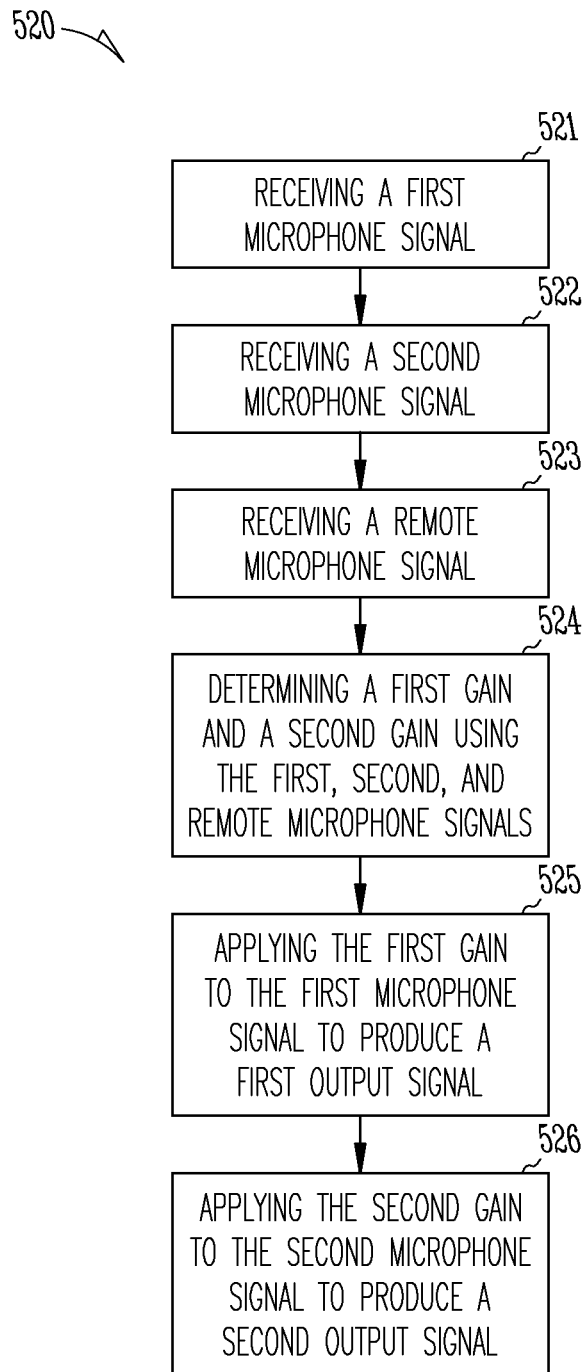 520
521
RECEIVING A FIRST
MICROPHONE SIGNAL
522
RECEIVING A SECOND
MICROPHONE SIGNAL
523
RECEIVING A REMOTE
MICROPHONE SIGNAL
524
DETERMINING A FIRST GAIN
AND A SECOND GAIN USING
THE FIRST, SECOND, AND
REMOTE MICROPHONE SIGNALS
525
APPLYING THE FIRST GAIN
TO THE FIRST MICROPHONE
SIGNAL TO PRODUCE A
FIRST OUTPUT SIGNAL
526
APPLYING THE SECOND GAIN
TO THE SECOND MICROPHONE
SIGNAL TO PRODUCE A
SECOND OUTPUT SIGNAL